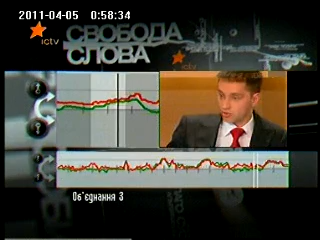 2011-04-05 0:58:34
ictv
СВОБОДА
СЛОВА
ictv
Об'єднання 3